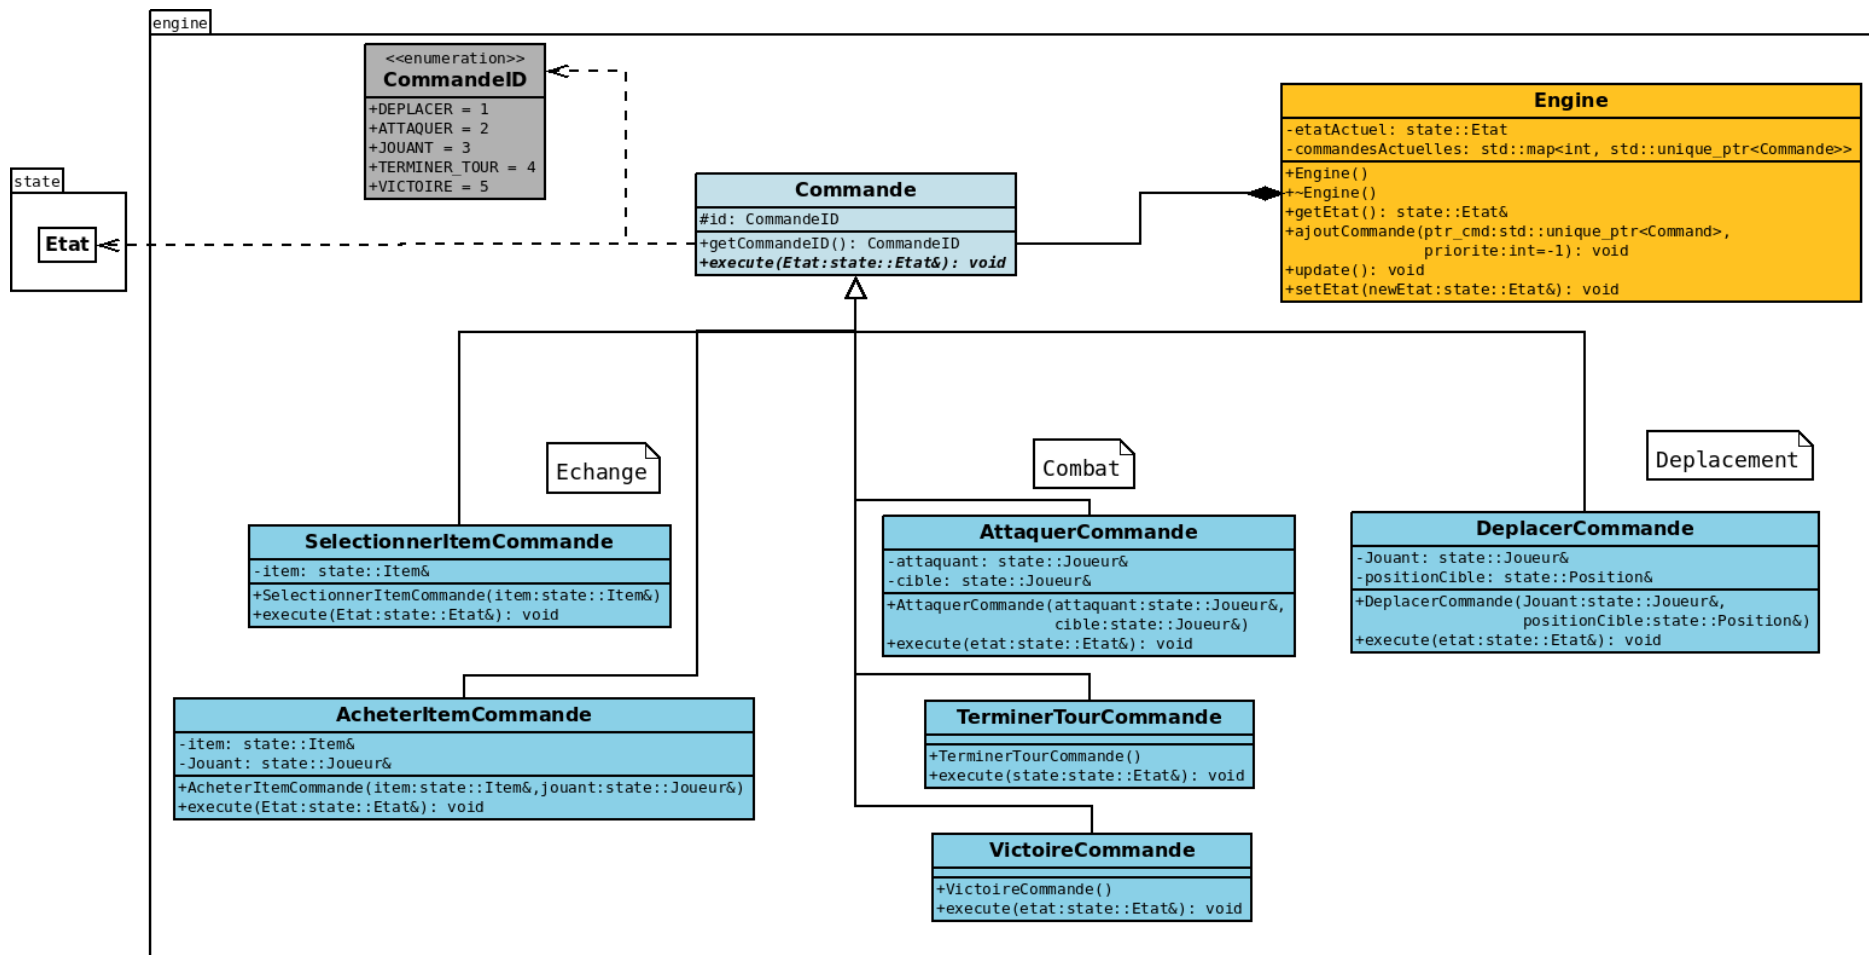 engine
<<enumeration>>
CommandeID
+DEPLACER = 1
+ATTAQUER = 2
+JOUANT = 3
+TERMINER_TOUR = 4
+VICTOIRE = 5
state
Etat
Commande
#id: CommandeID
+getCommandeID(): CommandeID
+execute(Etat:state::Etat&): void
Engine
-etatActuel: state::Etat
-commandesActuelles: std::map<int, std::unique_ptr<Commande>>
+Engine()
+~Engine()
+getEtat(): state::Etat&
+ajoutCommande(ptr_cmd:std::unique_ptr<Command>,
priorite:int=-1): void
+update(): void
+setEtat(newEtat:state::Etat&): void
Echange
Combat
Deplacement
SelectionnerItemCommande
-item: state::Item&
+SelectionnerItemCommande(item:state::Item&)
+execute(Etat:state::Etat&): void
AttaquerCommande
-attaquant: state::Joueur&
-cible: state::Joueur&
+AttaquerCommande(attaquant:state::Joueur&,
cible:state::Joueur&)
+execute(etat:state::Etat&): void
DeplacerCommande
-Jouant: state::Joueur&
-positionCible: state::Position&
+DeplacerCommande(Jouant:state::Joueur&,
positionCible:state::Position&)
+execute(etat:state::Etat&): void
AcheterItemCommande
-item: state::Item&
-Jouant: state::Joueur&
+AcheterItemCommande(item:state::Item&,jouant:state::Joueur&)
+execute(Etat:state::Etat&): void
TerminerTourCommande
+TerminerTourCommande()
+execute(state:state::Etat&): void
VictoireCommande
+VictoireCommande()
+execute(etat:state::Etat&): void